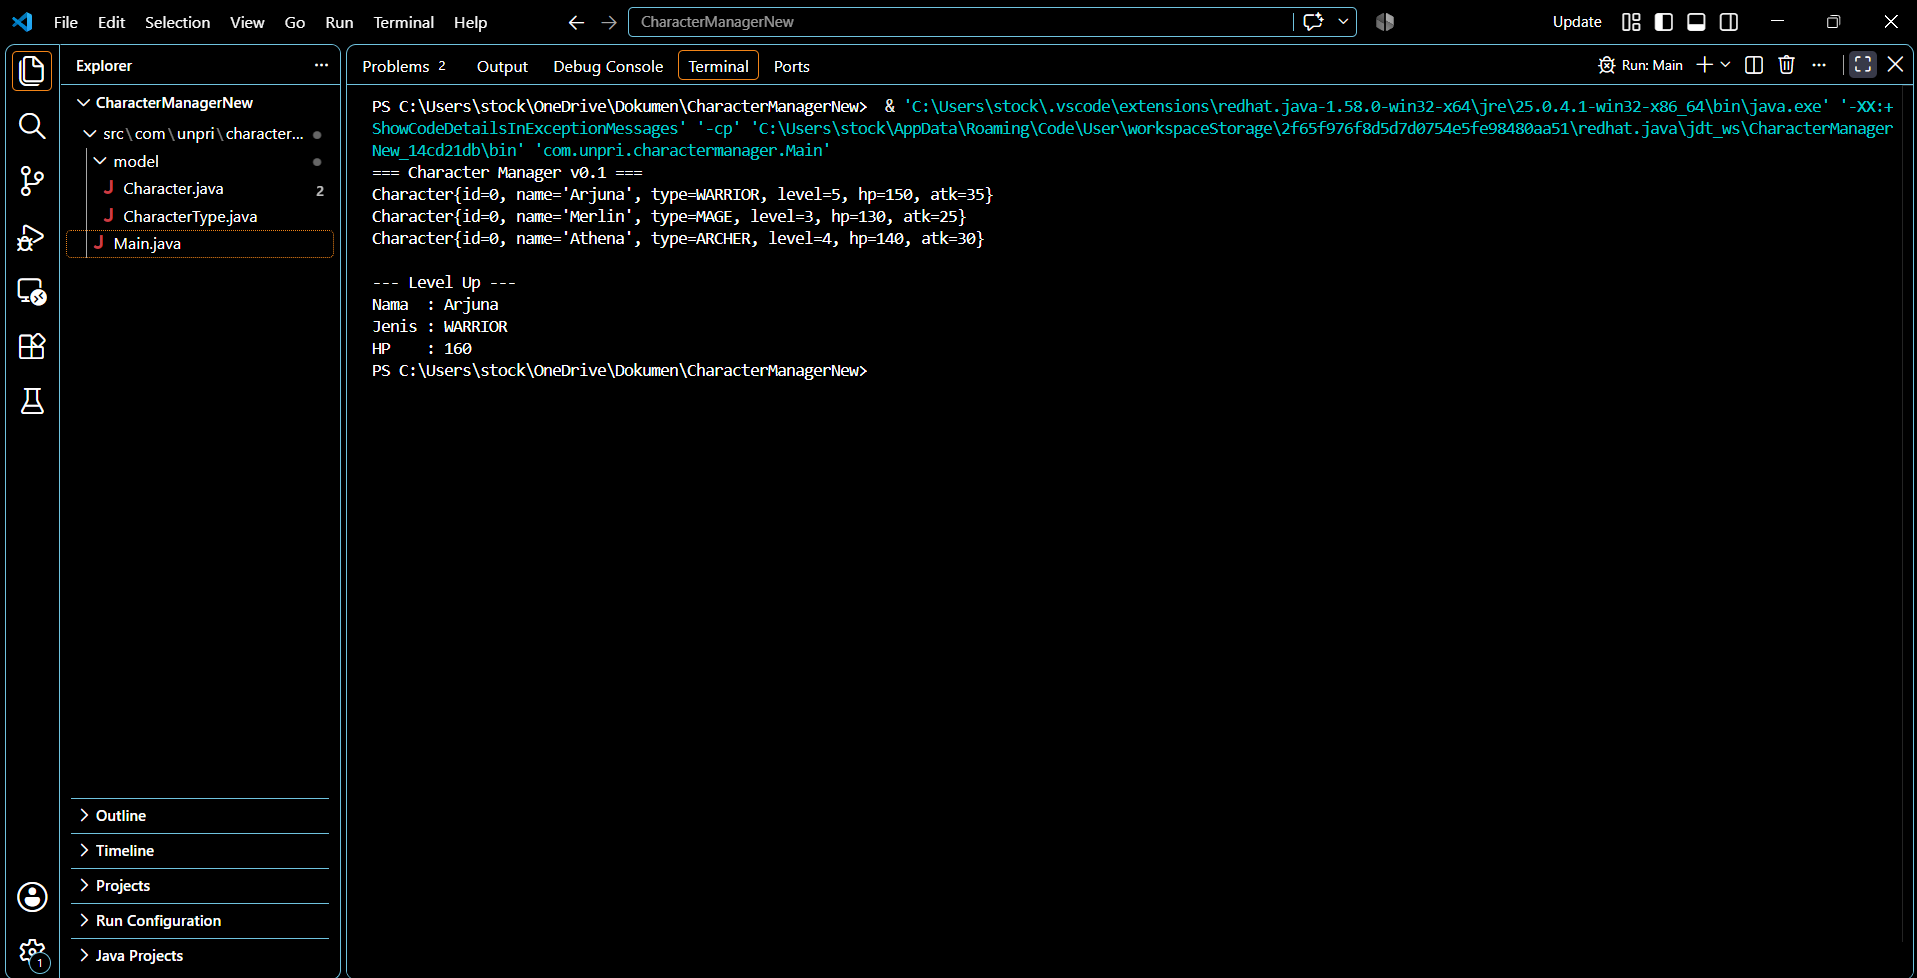 File Edit Selection View Go Run Terminal Help
CharacterManagerNew
Update
Explorer
CharacterManagerNew
src\com\unpri\character...
model
J Character.java 2
J CharacterType.java
J Main.java
Outline
Timeline
Projects
Run Configuration
Java Projects
1
Problems 2 Output Debug Console Terminal Ports
Run: Main
PS C:\Users\stock\OneDrive\Dokumen\CharacterManagerNew>  & 'C:\Users\stock\.vscode\extensions\redhat.java-1.58.0-win32-x64\jre\25.0.4.1-win32-x86_64\bin\java.exe' '-XX:+
ShowCodeDetailsInExceptionMessages' '-cp' 'C:\Users\stock\AppData\Roaming\Code\User\workspaceStorage\2f65f976f8d5d7d0754e5fe98480aa51\redhat.java\jdt_ws\CharacterManager
New_14cd21db\bin' 'com.unpri.charactermanager.Main'
=== Character Manager v0.1 ===
Character{id=0, name='Arjuna', type=WARRIOR, level=5, hp=150, atk=35}
Character{id=0, name='Merlin', type=MAGE, level=3, hp=130, atk=25}
Character{id=0, name='Athena', type=ARCHER, level=4, hp=140, atk=30}
--- Level Up ---
Nama  : Arjuna
Jenis : WARRIOR
HP    : 160
PS C:\Users\stock\OneDrive\Dokumen\CharacterManagerNew>